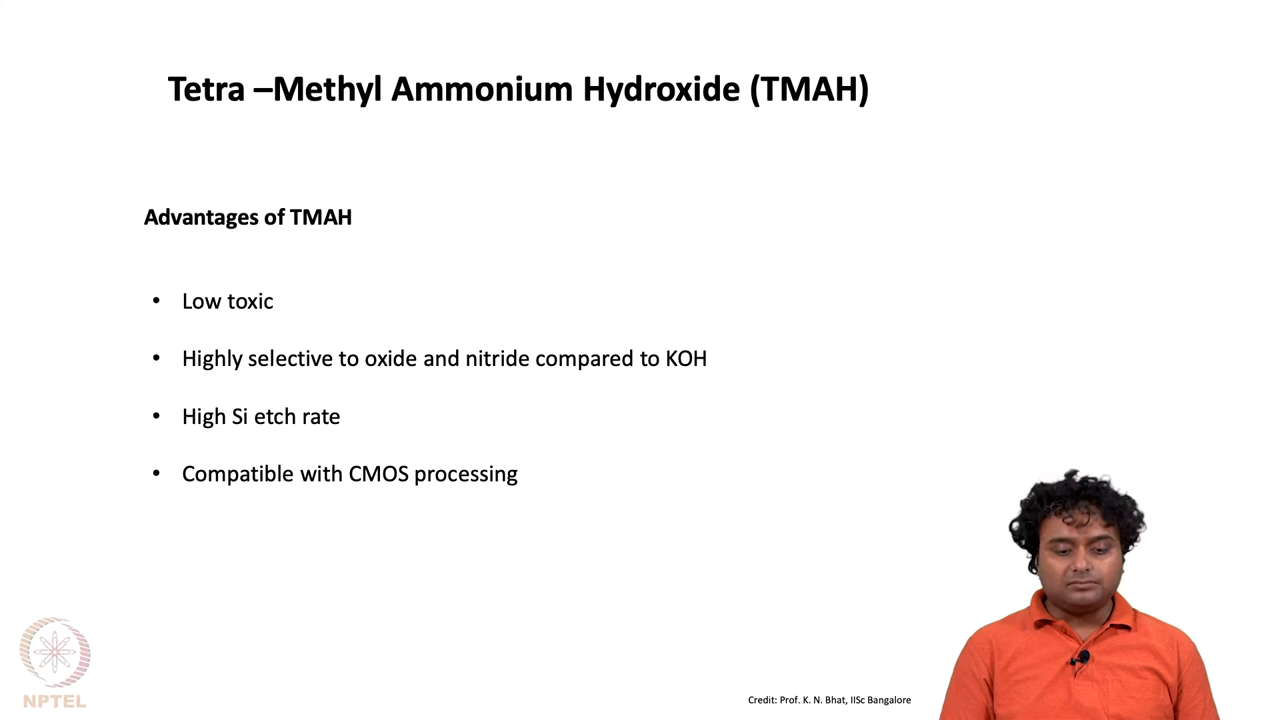 Tetra –Methyl Ammonium Hydroxide (TMAH)
Advantages of TMAH
• Low toxic
• Highly selective to oxide and nitride compared to KOH
• High Si etch rate
• Compatible with CMOS processing
NPTEL
Credit: Prof. K. N. Bhat, IISc Bangalore